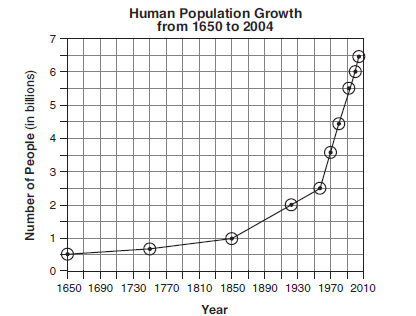 Human Population Growth
from 1650 to 2004
Number of People (in billions)
7
6
5
4
3
2
1
0
1650 1690 1730 1770 1810 1850 1890 1930 1970 2010
Year